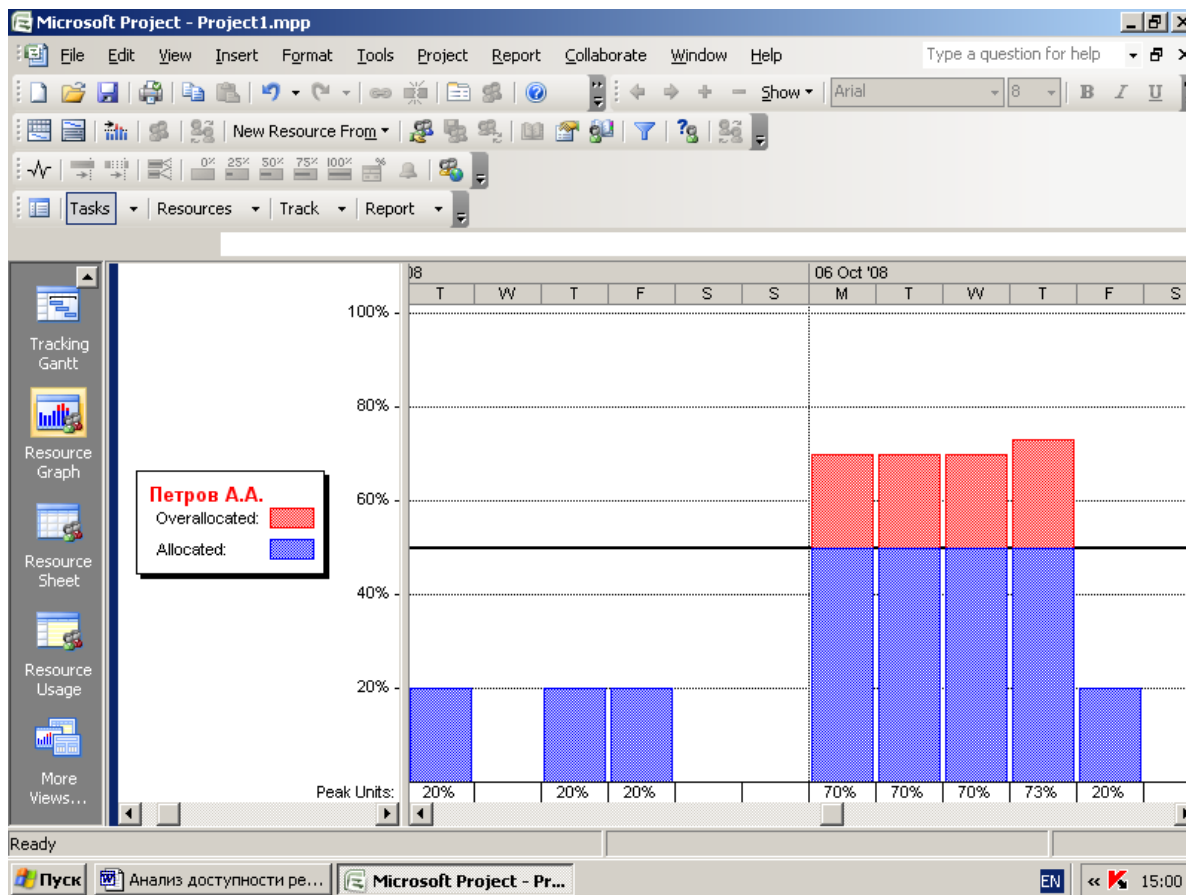 Microsoft Project - Project1.mpp
File Edit View Insert Format Tools Project Report Collaborate Window Help Type a question for help
Show Arial 8 B I U
New Resource From
0% 25% 50% 75% 100% %
Tasks Resources Track Report
Tracking
Gantt
Resource
Graph
Resource
Sheet
Resource
Usage
More
Views...
Петров А.А.
Overallocated:
Allocated:
100%
80%
60%
40%
20%
Peak Units:
08 06 Oct '08
T W T F S S M T W T F S
20% 20% 20% 70% 70% 70% 73% 20%
Ready
Пуск Анализ доступности ре... Microsoft Project - Pr... EN « 15:00